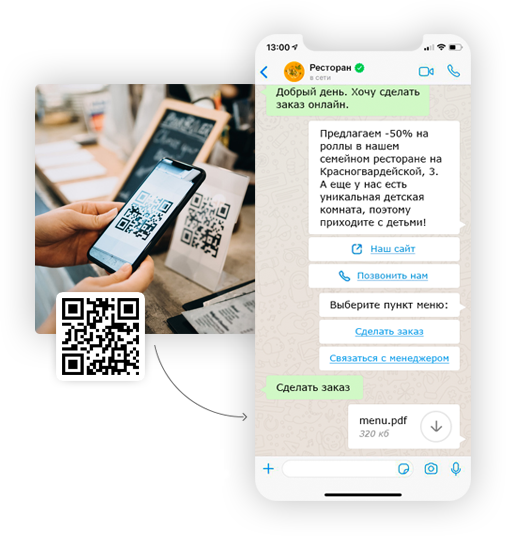 13:00
Ресторан
в сети
Добрый день. Хочу сделать
заказ онлайн.
Предлагаем -50% на
роллы в нашем
семейном ресторане на
Красногвардейской, 3.
А еще у нас есть
уникальная детская
комната, поэтому
приходите с детьми!
Наш сайт
Позвонить нам
Выберите пункт меню:
Сделать заказ
Связаться с менеджером
Сделать заказ
menu.pdf
320 кб